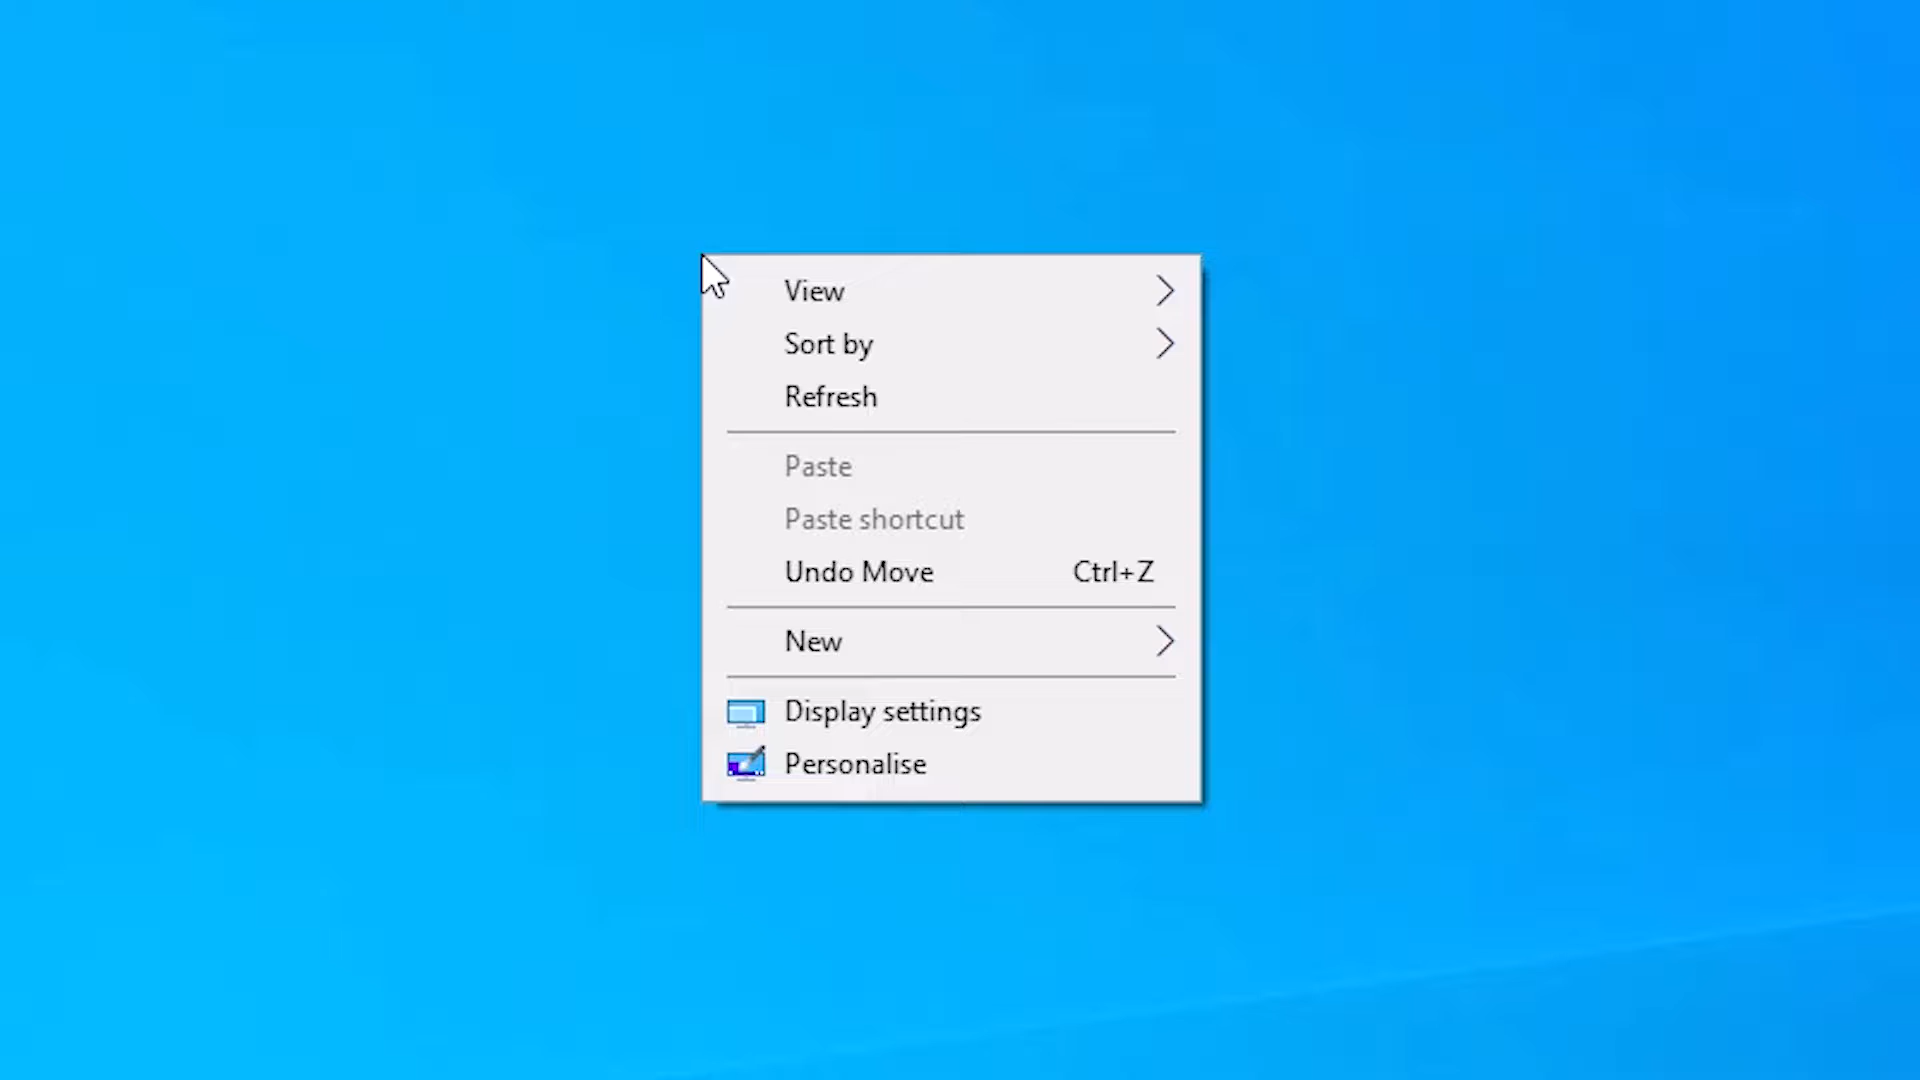 View
Sort by
Refresh
Paste
Paste shortcut
Undo Move Ctrl+Z
New
Display settings
Personalise